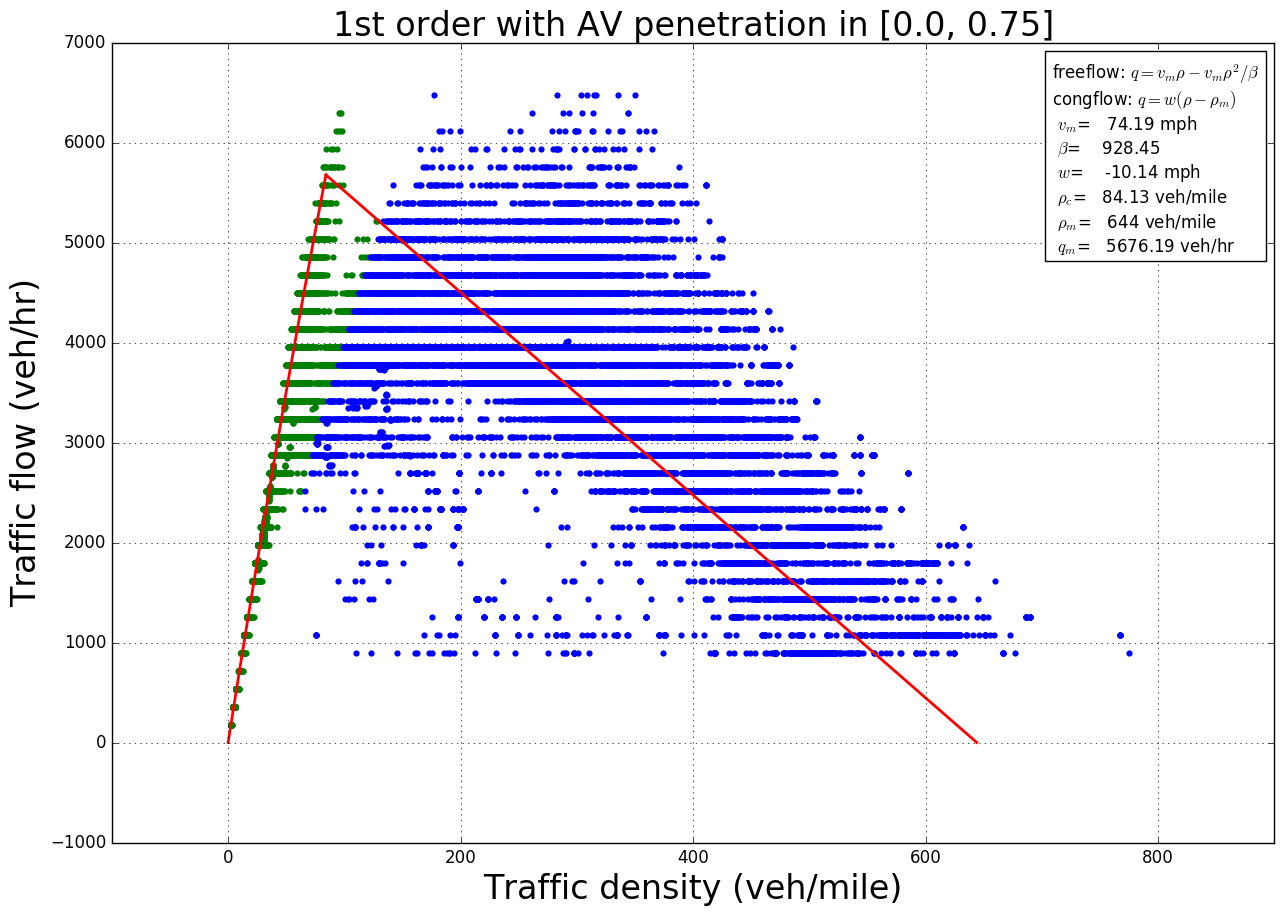 1st order with AV penetration in [0.0, 0.75]
7000
6000
5000
4000
3000
2000
1000
0
−1000
Traffic flow (veh/hr)
freeflow: q = v_m ρ − v_m ρ²/β
congflow: q = w(ρ − ρ_m)
v_m= 74.19 mph
β= 928.45
w= -10.14 mph
ρ_c= 84.13 veh/mile
ρ_m= 644 veh/mile
q_m= 5676.19 veh/hr
0 200 400 600 800
Traffic density (veh/mile)